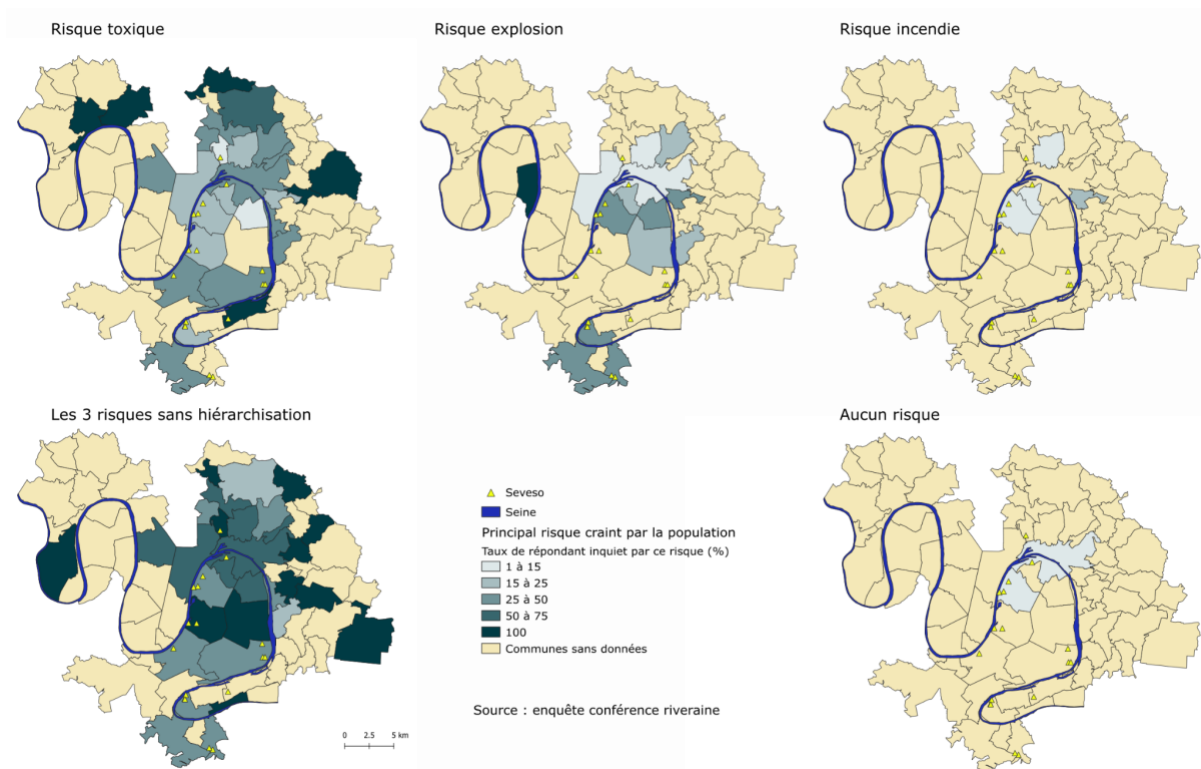 Risque toxique
Risque explosion
Risque incendie
Les 3 risques sans hiérarchisation
Aucun risque
Seveso
Seine
Principal risque craint par la population
Taux de répondant inquiet par ce risque (%)
1 à 15
15 à 25
25 à 50
50 à 75
100
Communes sans données
Source : enquête conférence riveraine
0 2.5 5 km